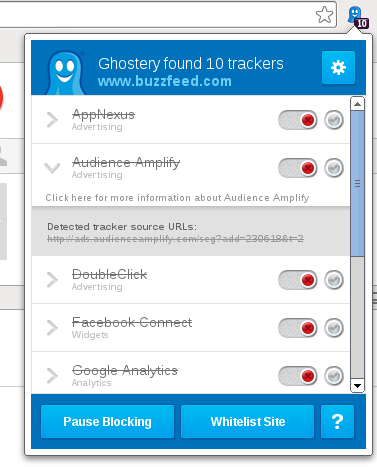 10
Ghostery found 10 trackers
www.buzzfeed.com
AppNexus
Advertising
Audience Amplify
Advertising
Click here for more information about Audience Amplify
Detected tracker source URLs:
http://ads.audienceamplify.com/seg?add=230618&t=2
DoubleClick
Advertising
Facebook Connect
Widgets
Google Analytics
Analytics
Pause Blocking
Whitelist Site
?